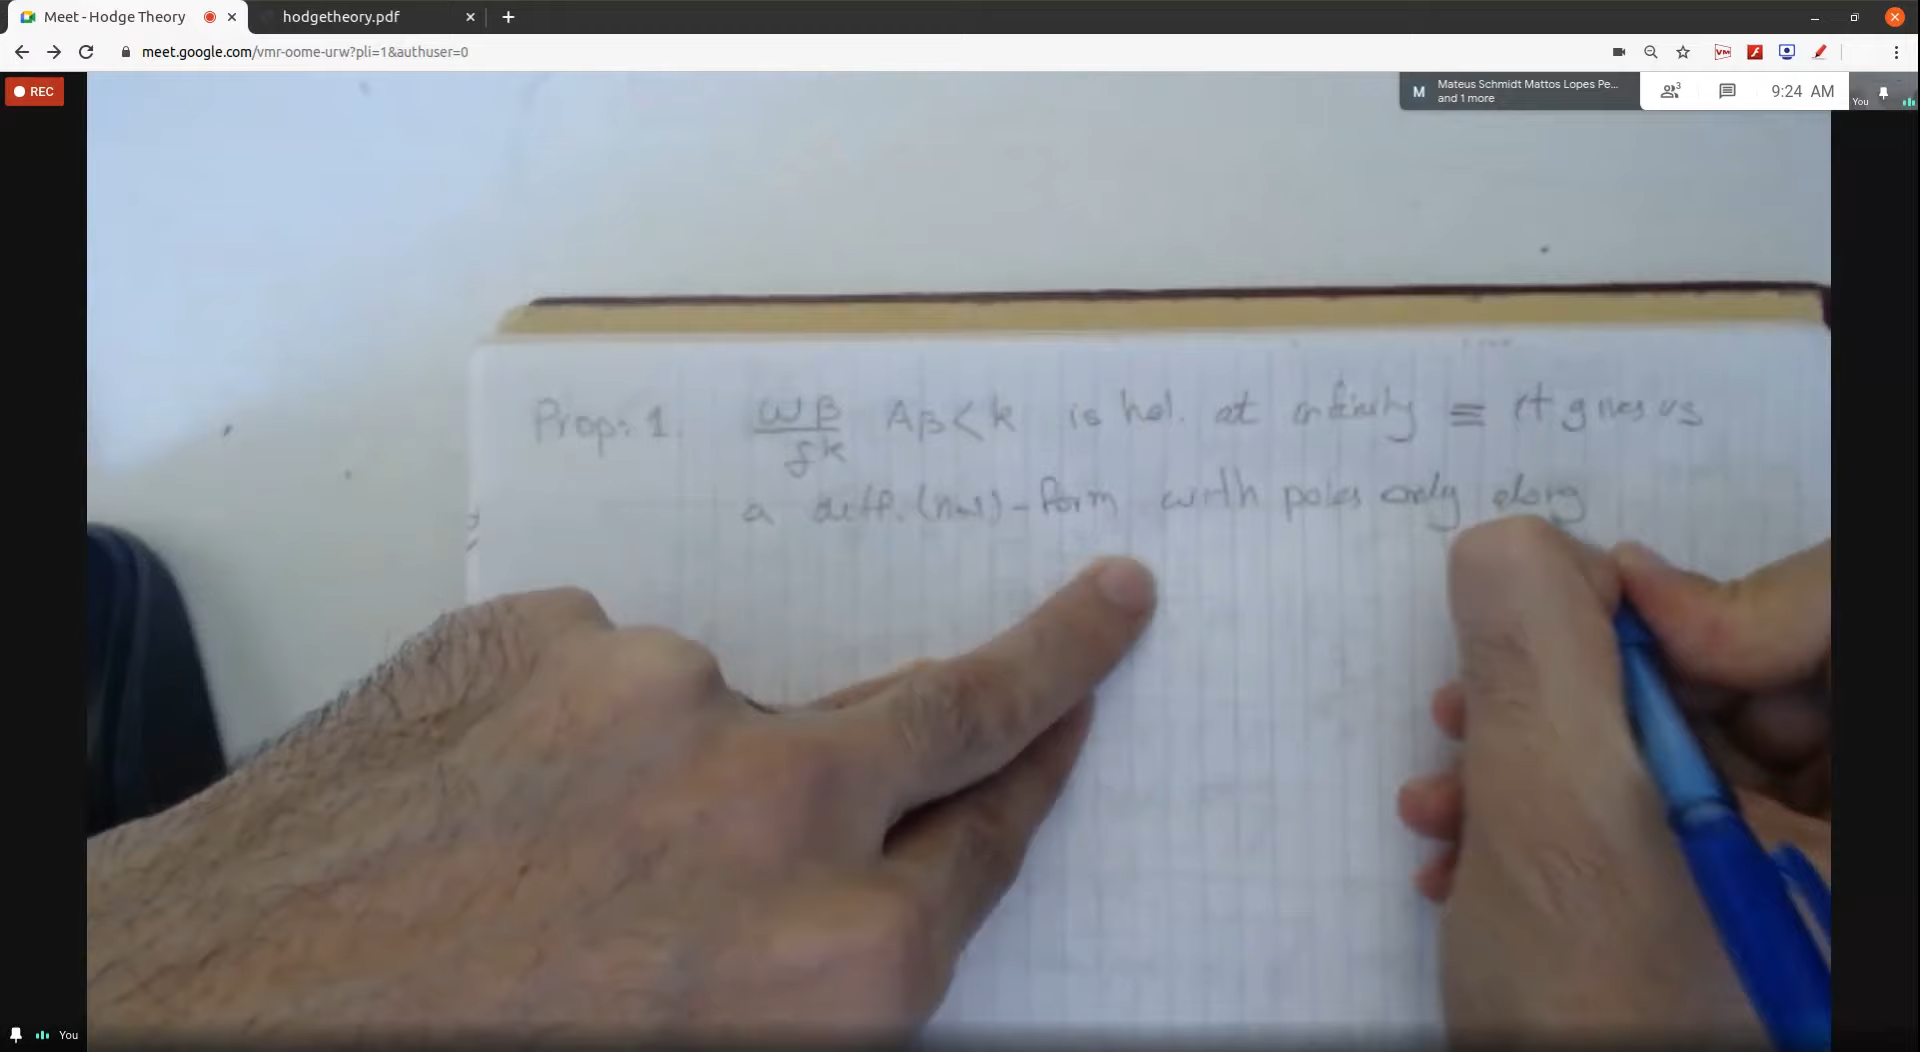 Meet - Hodge Theory
hodgetheory.pdf
meet.google.com/vmr-oome-urw?pli=1&authuser=0
REC
M
Mateus Schmidt Mattos Lopes Pe...
and 1 more
3
9:24 AM
You
Prop: 1. ωβ/fᵏ Aβ < k is hol. at infinity ≡ it gives us
a diff. (n+1)-form with poles only along
You